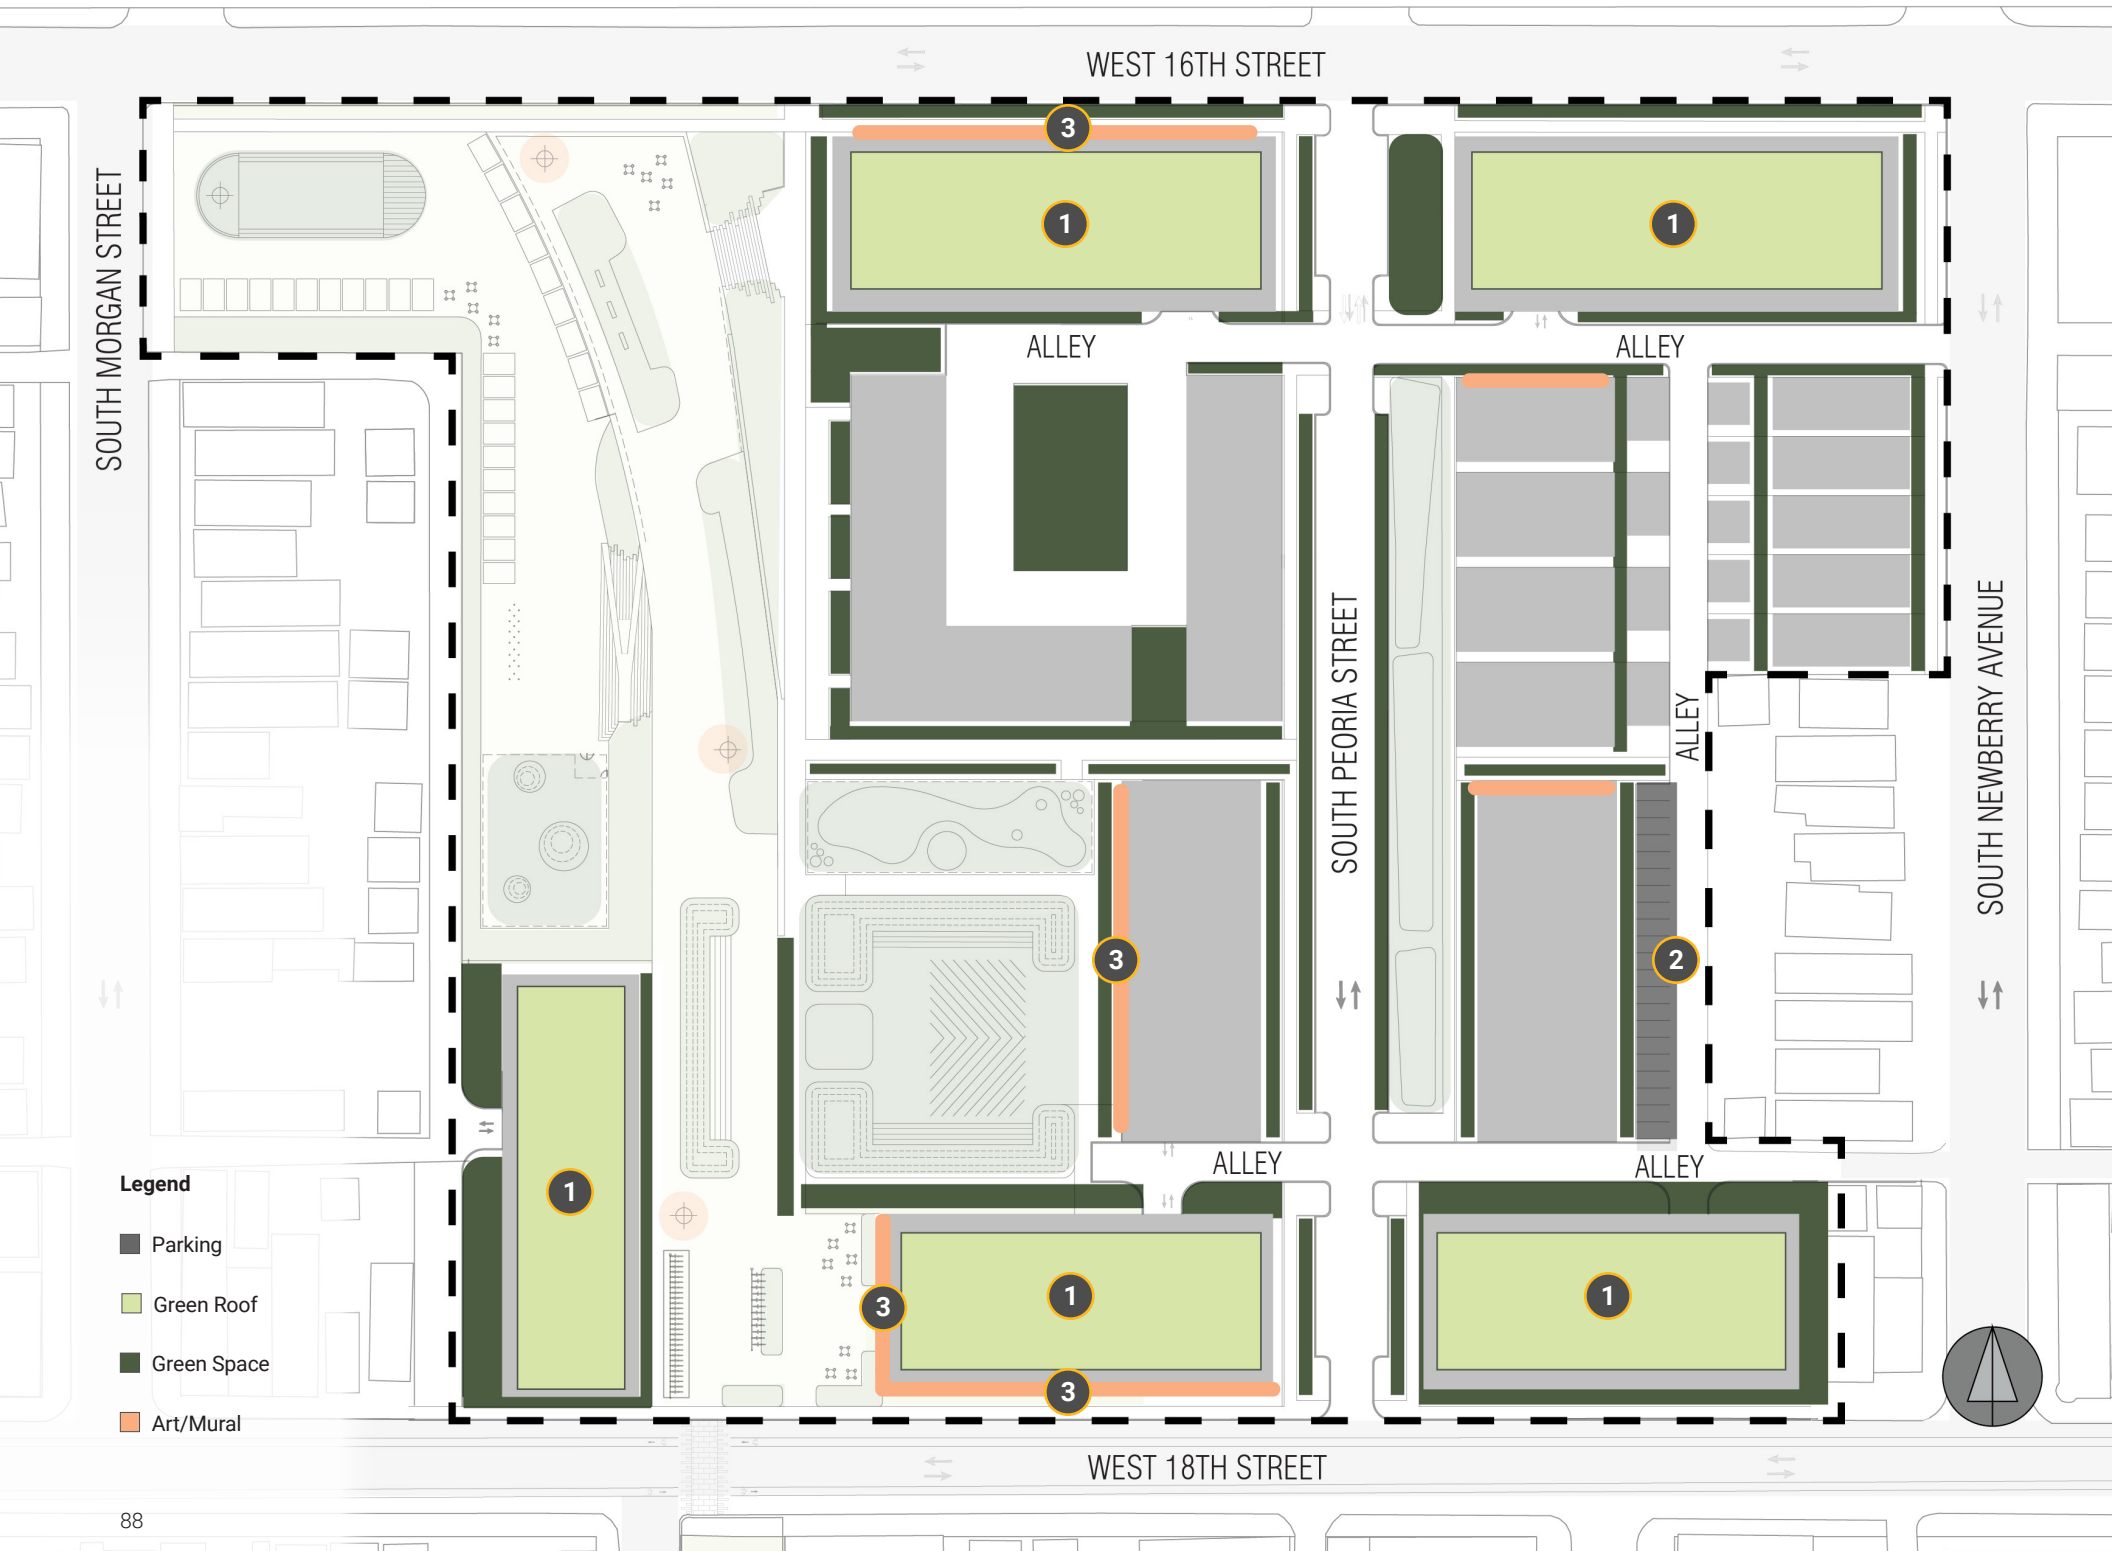 WEST 16TH STREET
3
1
1
SOUTH MORGAN STREET
ALLEY
ALLEY
SOUTH PEORIA STREET
ALLEY
SOUTH NEWBERRY AVENUE
3
2
ALLEY
ALLEY
1
3
1
1
3
Legend
Parking
Green Roof
Green Space
Art/Mural
WEST 18TH STREET
88